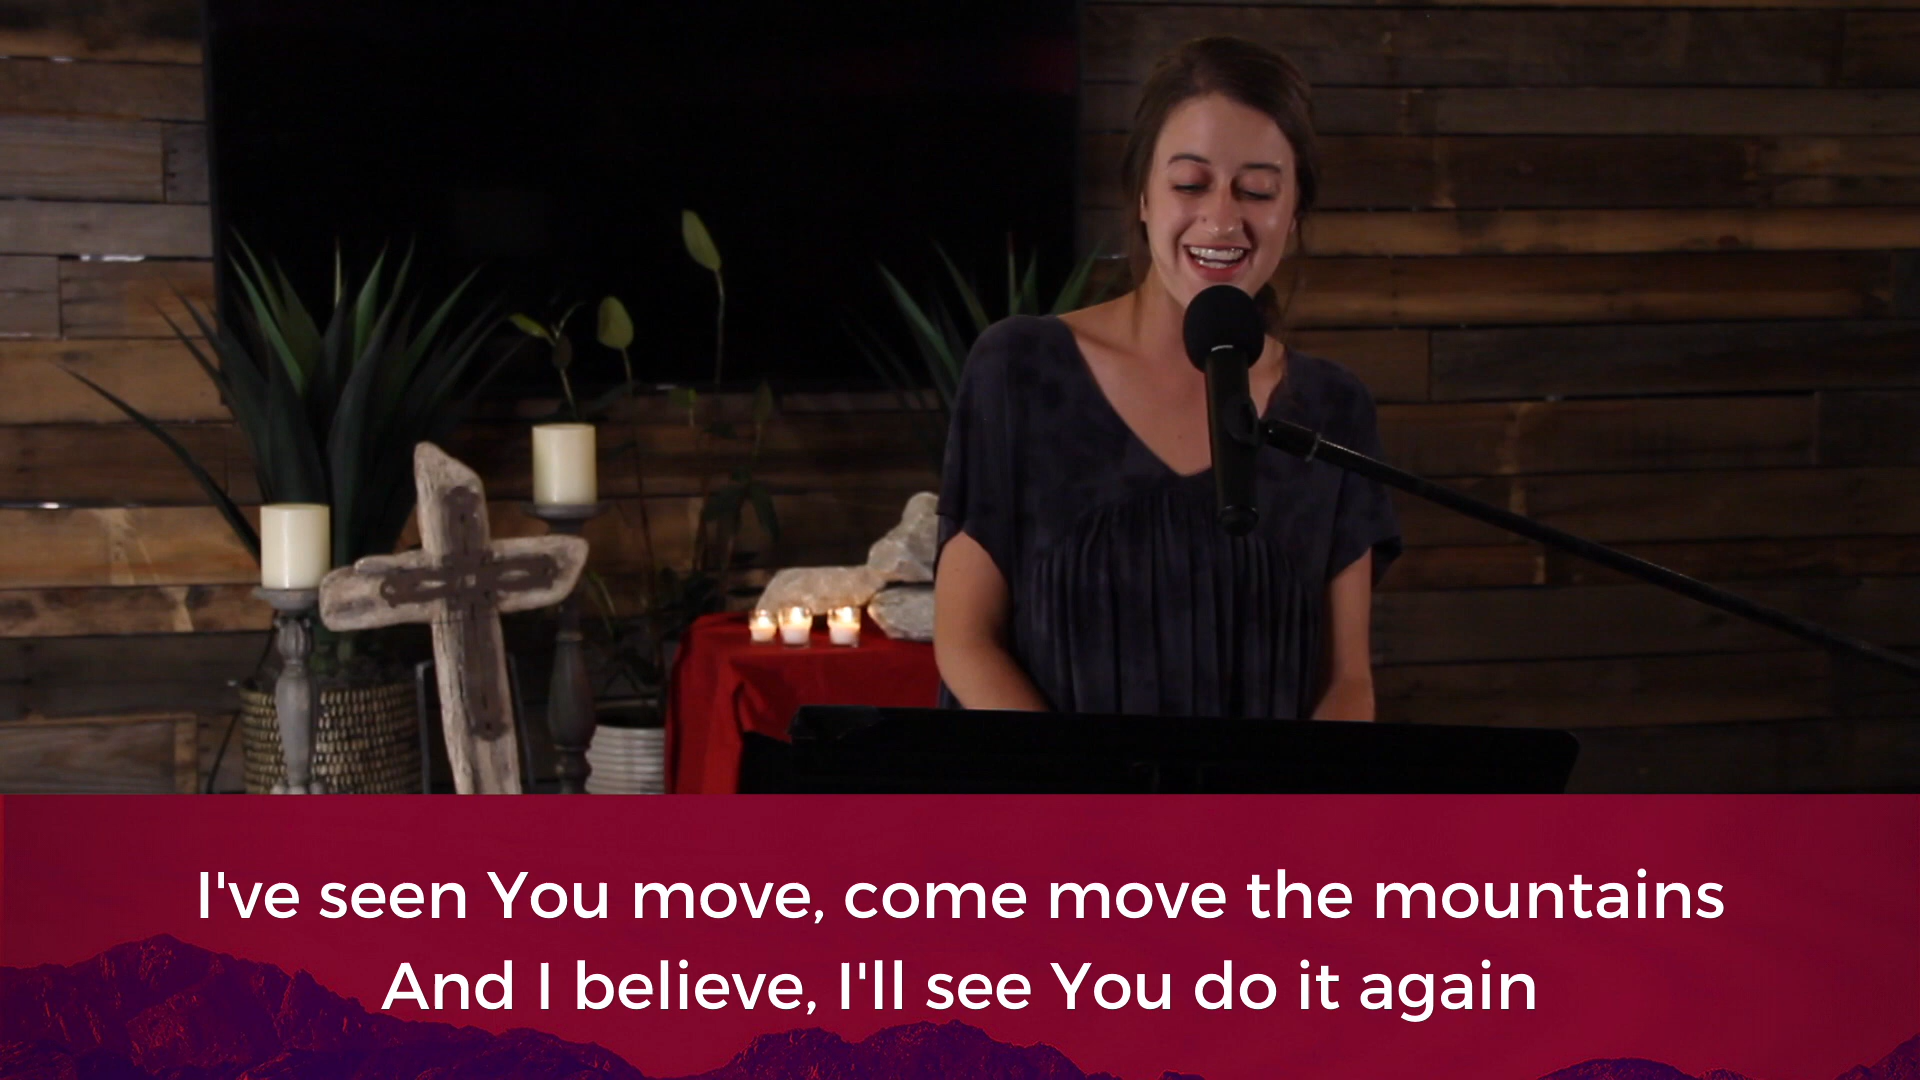 I've seen You move, come move the mountains
And I believe, I'll see You do it again